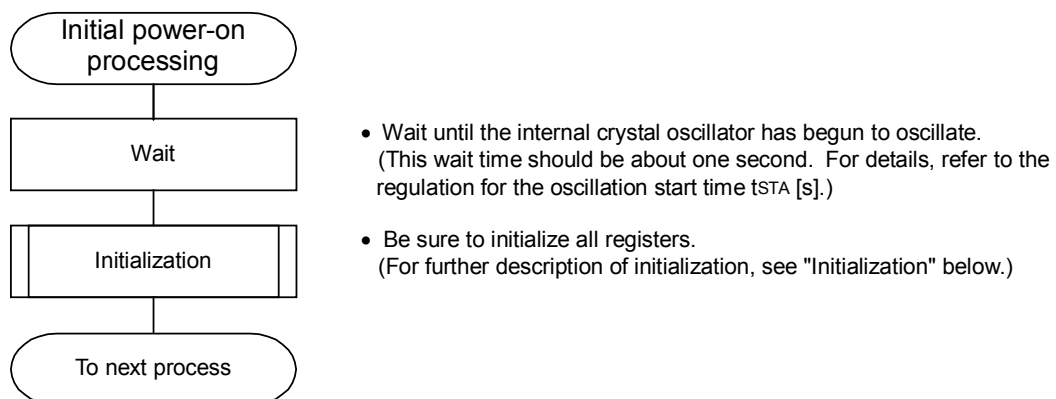 Initial power-on
processing
Wait
• Wait until the internal crystal oscillator has begun to oscillate.
(This wait time should be about one second.  For details, refer to the
regulation for the oscillation start time tSTA [s].)
Initialization
• Be sure to initialize all registers.
(For further description of initialization, see "Initialization" below.)
To next process